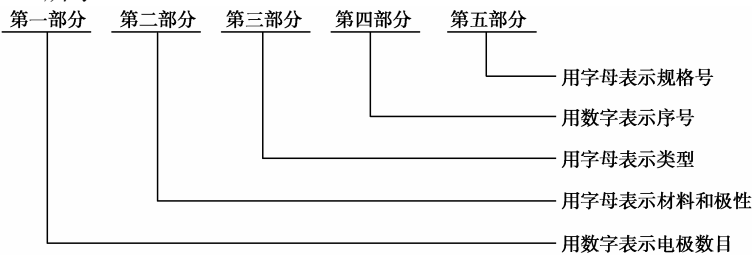 第一部分 第二部分 第三部分 第四部分 第五部分
用字母表示规格号
用数字表示序号
用字母表示类型
用字母表示材料和极性
用数字表示电极数目